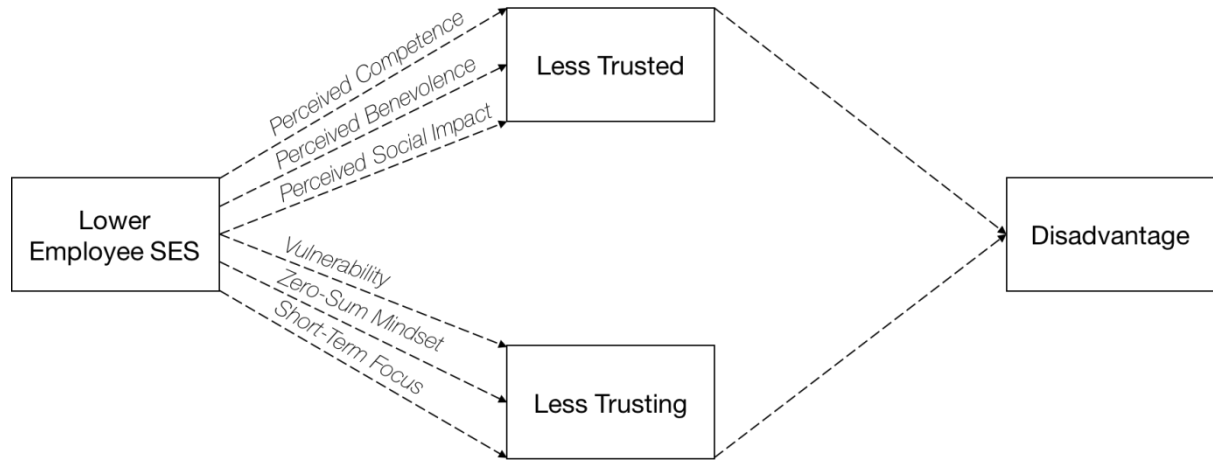 Less Trusted
Perceived Competence
Perceived Benevolence
Perceived Social Impact
Lower
Employee SES
Disadvantage
Vulnerability
Zero-Sum Mindset
Short-Term Focus
Less Trusting